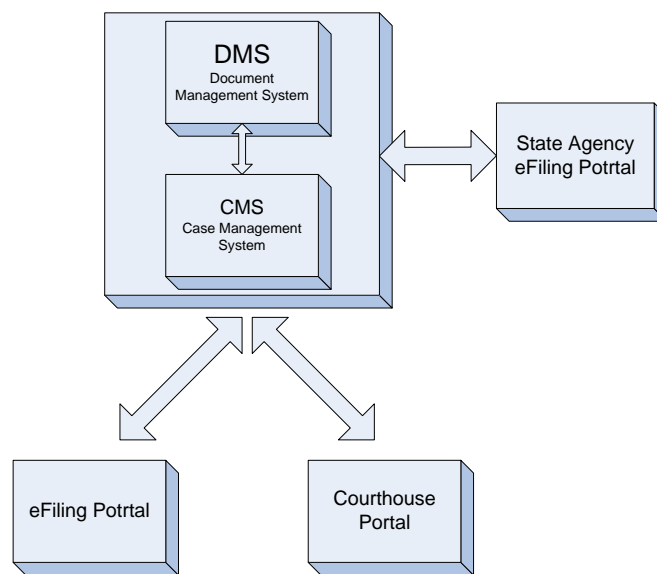 DMS
Document
Management System
CMS
Case Management
System
State Agency
eFiling Potrtal
eFiling Potrtal
Courthouse
Portal